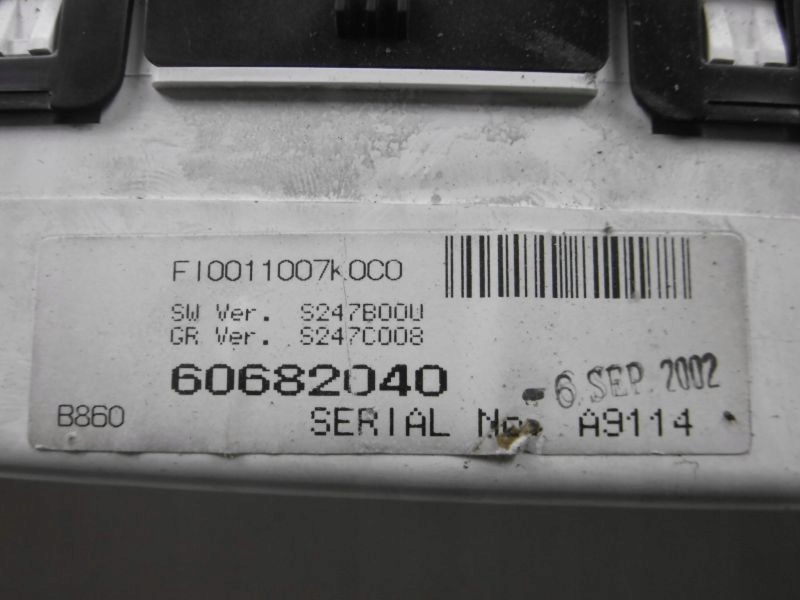 FI0011007K0C0
SW Ver. S247B00U
GR Ver. S247C008
60682040
- 6 SEP. 2002
B860
SERIAL No. A9114